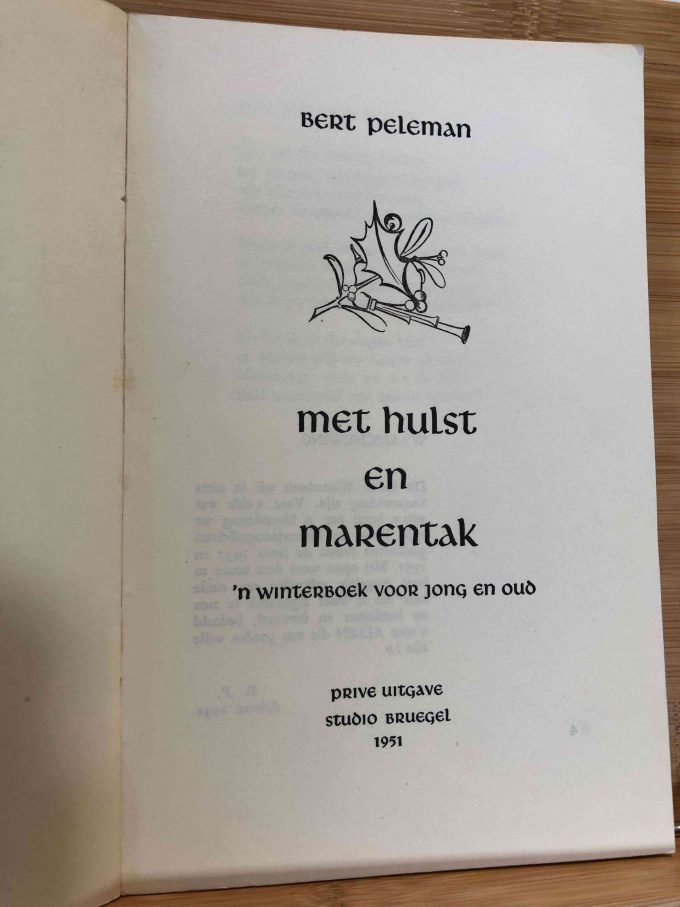 Bert Peleman
met hulst
en
marentak
'n winterboek voor jong en oud
prive uitgave
studio Bruegel
1951